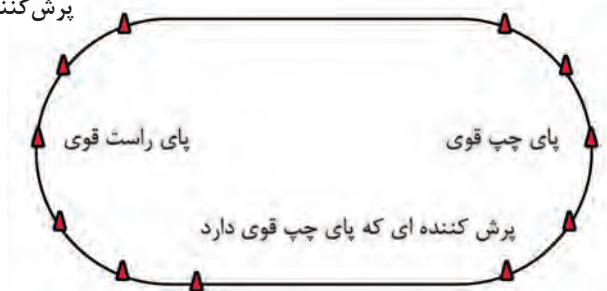 پای راست قوی
پای چپ قوی
پرش کننده ای که پای چپ قوی دارد